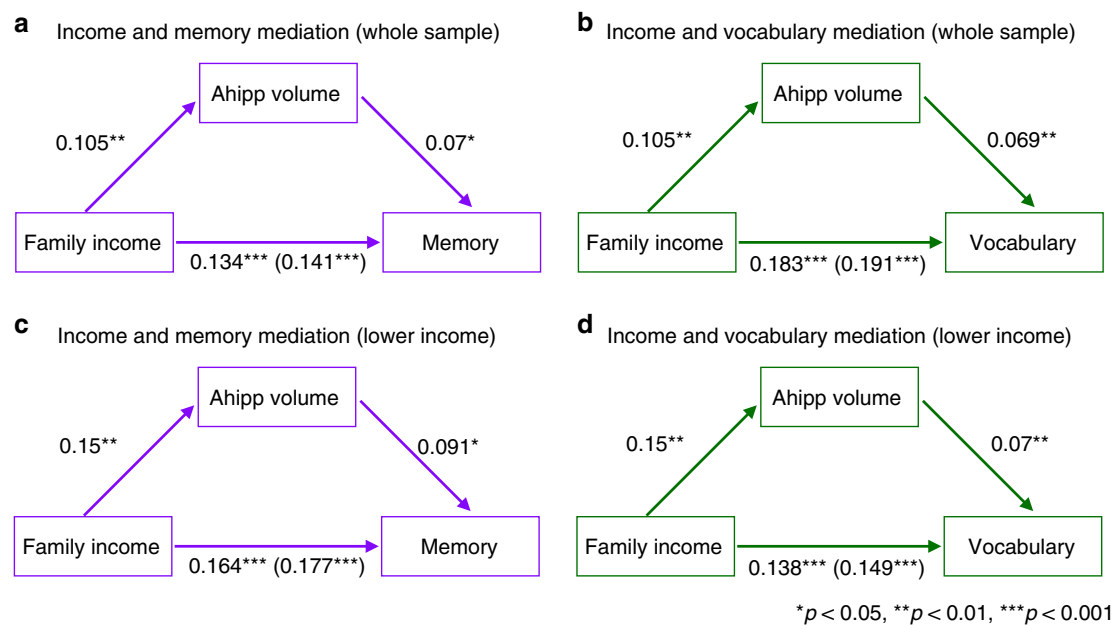 a Income and memory mediation (whole sample)
Ahipp volume
0.105**
0.07*
Family income
Memory
0.134*** (0.141***)
b Income and vocabulary mediation (whole sample)
Ahipp volume
0.105**
0.069**
Family income
Vocabulary
0.183*** (0.191***)
c Income and memory mediation (lower income)
Ahipp volume
0.15**
0.091*
Family income
Memory
0.164*** (0.177***)
d Income and vocabulary mediation (lower income)
Ahipp volume
0.15**
0.07**
Family income
Vocabulary
0.138*** (0.149***)
*p < 0.05, **p < 0.01, ***p < 0.001